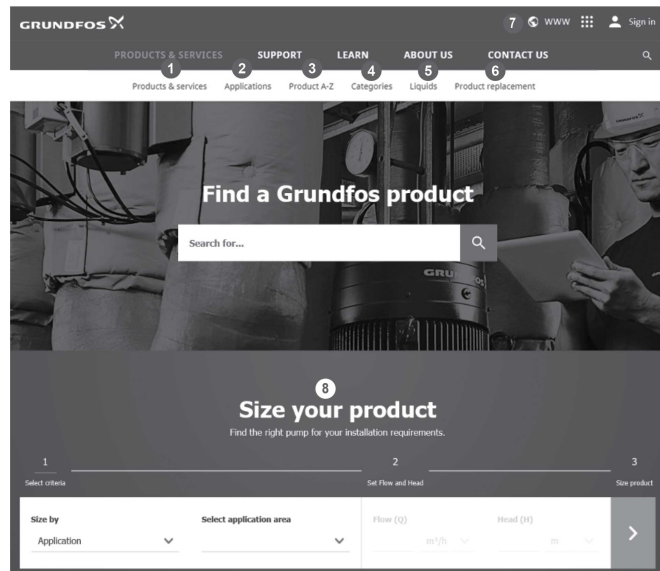 GRUNDFOS
7 WWW Sign in
PRODUCTS & SERVICES SUPPORT LEARN ABOUT US CONTACT US
1 2 3 4 5 6
Products & services Applications Product A-Z Categories Liquids Product replacement
Find a Grundfos product
Search for...
8
Size your product
Find the right pump for your installation requirements.
1 2 3
Select criteria Set Flow and Head Size product
Size by Select application area Flow (Q) Head (H)
Application m³/h m